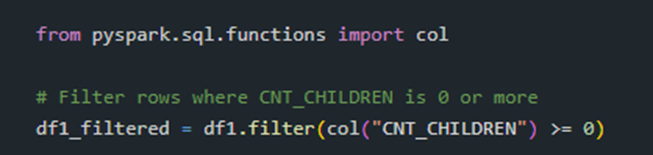 from pyspark.sql.functions import col
# Filter rows where CNT_CHILDREN is 0 or more
df1_filtered = df1.filter(col("CNT_CHILDREN") >= 0)